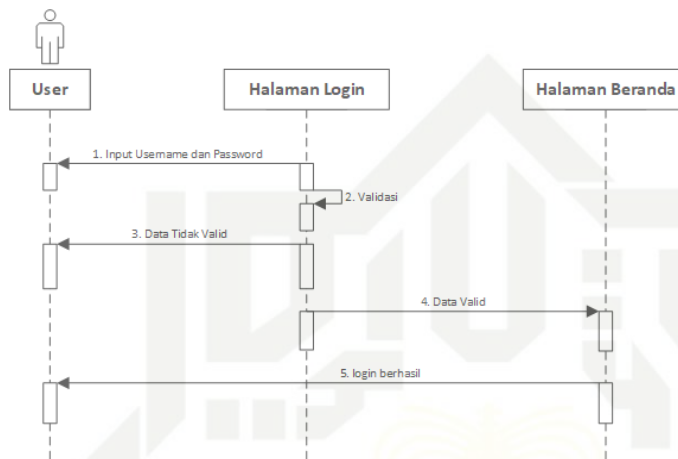 User
Halaman Login
Halaman Beranda
1. Input Username dan Password
2. Validasi
3. Data Tidak Valid
4. Data Valid
5. login berhasil